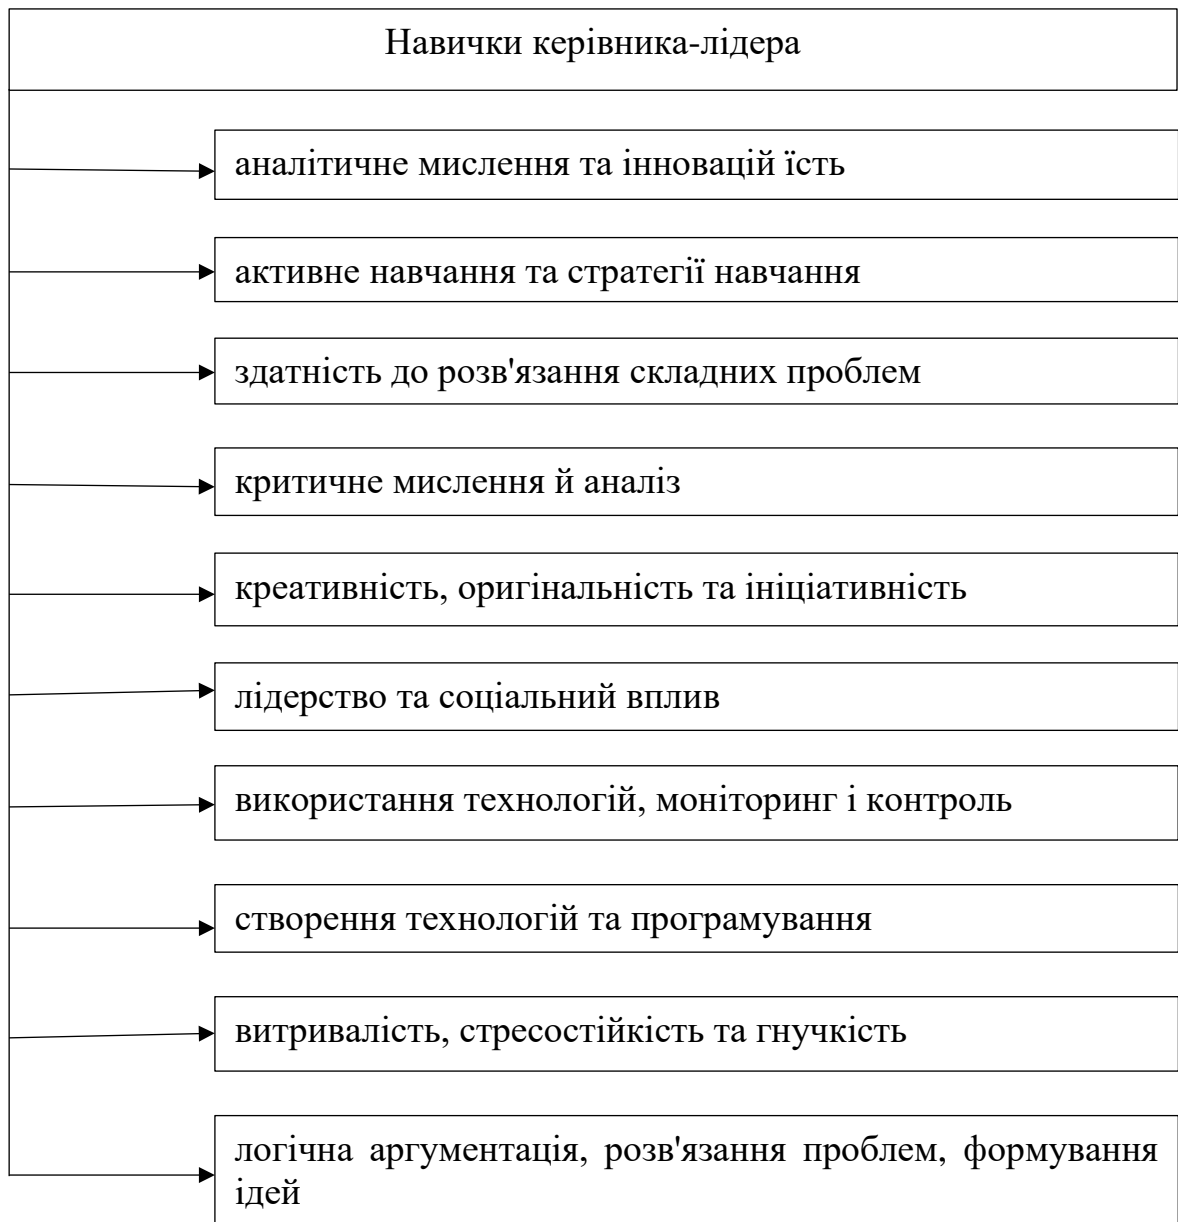 Навички керівника-лідера
аналітичне мислення та інновацій їсть
активне навчання та стратегії навчання
здатність до розв'язання складних проблем
критичне мислення й аналіз
креативність, оригінальність та ініціативність
лідерство та соціальний вплив
використання технологій, моніторинг і контроль
створення технологій та програмування
витривалість, стресостійкість та гнучкість
логічна аргументація, розв'язання проблем, формування
ідей